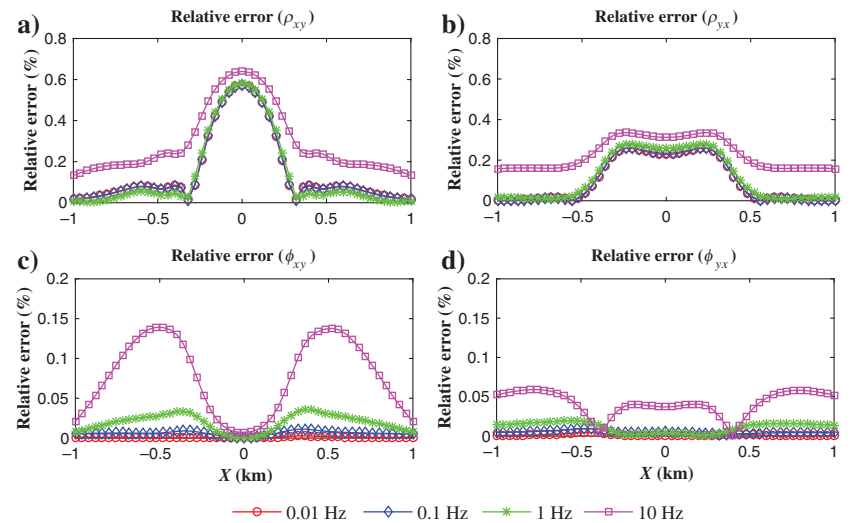 a)
Relative error (ρxy)
Relative error (%)
0.8
0.6
0.4
0.2
0
−1
−0.5
0
0.5
1
b)
Relative error (ρyx)
Relative error (%)
0.8
0.6
0.4
0.2
0
−1
−0.5
0
0.5
1
c)
Relative error (ϕxy)
Relative error (%)
0.2
0.15
0.1
0.05
0
−1
−0.5
0
0.5
1
X (km)
d)
Relative error (ϕyx)
Relative error (%)
0.2
0.15
0.1
0.05
0
−1
−0.5
0
0.5
1
X (km)
0.01 Hz
0.1 Hz
1 Hz
10 Hz